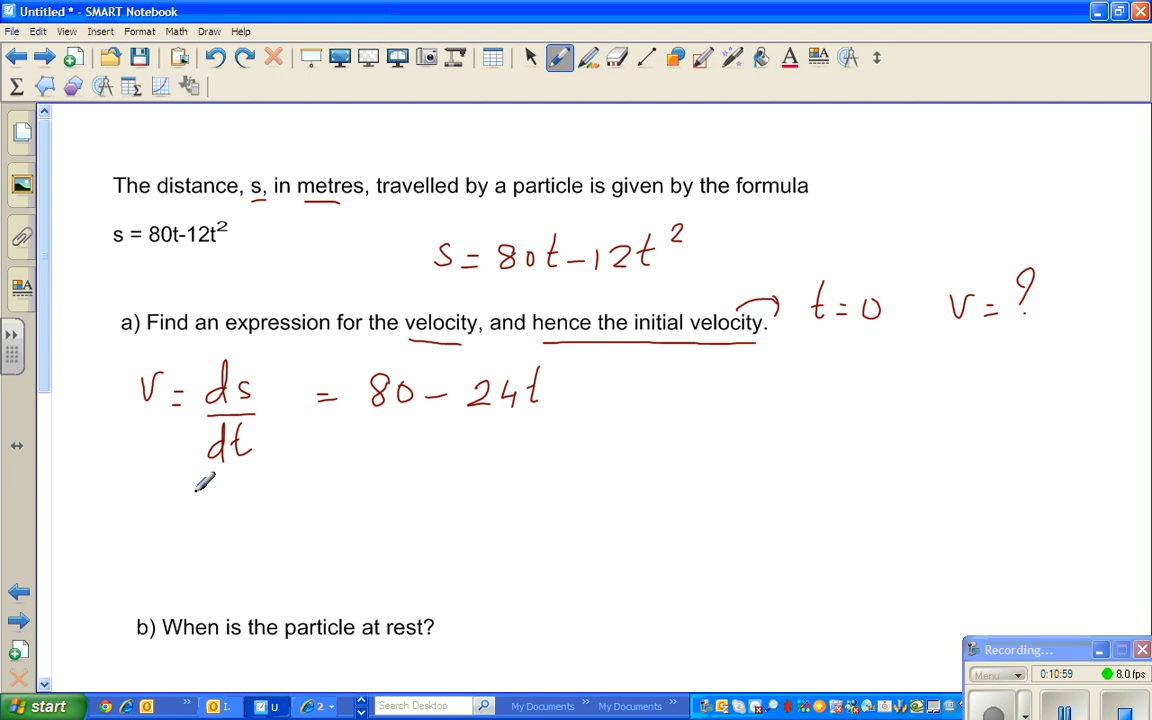 Untitled * - SMART Notebook
File Edit View Insert Format Math Draw Help
The distance, s, in metres, travelled by a particle is given by the formula
s = 80t-12t²
s = 80t - 12t²
a) Find an expression for the velocity, and hence the initial velocity. t = 0 v = ?
v = ds/dt = 80 - 24t
b) When is the particle at rest?
Recording...
Menu 0:10:59 8.0 fps
start I. U 2 Search Desktop My Documents » My Documents »